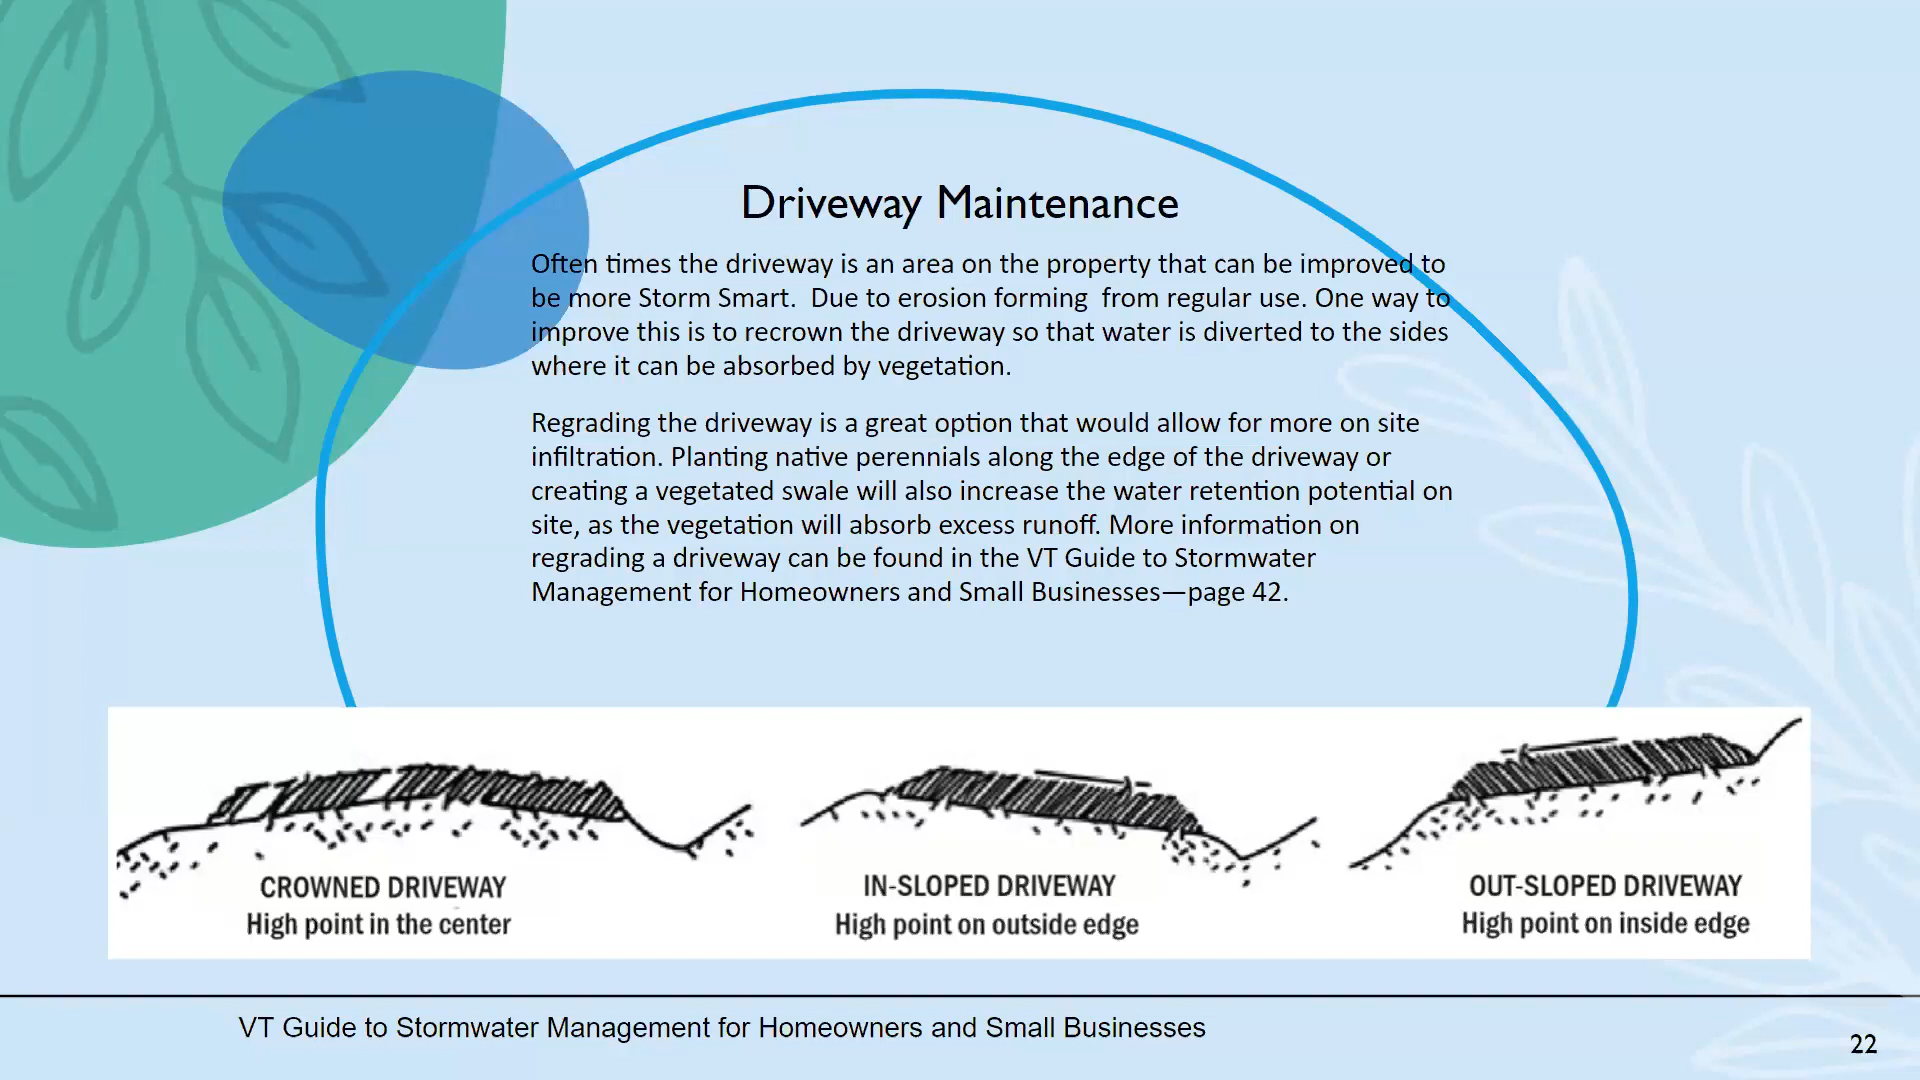 Driveway Maintenance
Often times the driveway is an area on the property that can be improved to
be more Storm Smart.  Due to erosion forming  from regular use. One way to
improve this is to recrown the driveway so that water is diverted to the sides
where it can be absorbed by vegetation.
Regrading the driveway is a great option that would allow for more on site
infiltration. Planting native perennials along the edge of the driveway or
creating a vegetated swale will also increase the water retention potential on
site, as the vegetation will absorb excess runoff. More information on
regrading a driveway can be found in the VT Guide to Stormwater
Management for Homeowners and Small Businesses—page 42.
CROWNED DRIVEWAY
High point in the center
IN-SLOPED DRIVEWAY
High point on outside edge
OUT-SLOPED DRIVEWAY
High point on inside edge
VT Guide to Stormwater Management for Homeowners and Small Businesses
22